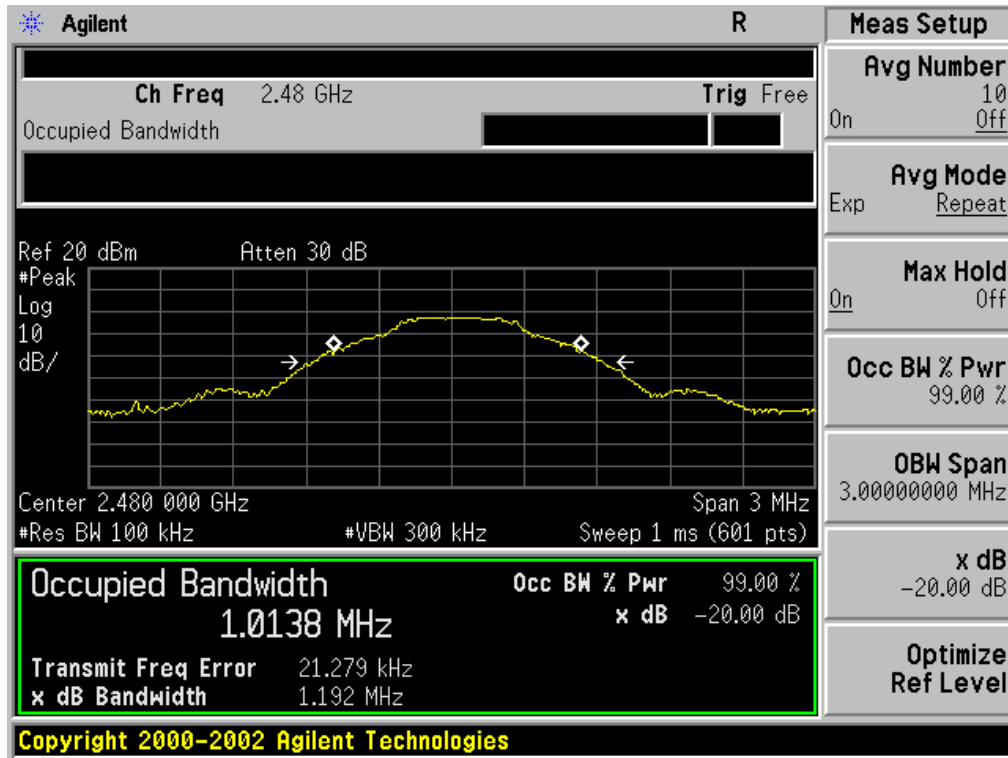 Agilent R
Ch Freq 2.48 GHz Trig Free
Occupied Bandwidth
Ref 20 dBm Atten 30 dB
#Peak
Log
10
dB/
Center 2.480 000 GHz Span 3 MHz
#Res BW 100 kHz #VBW 300 kHz Sweep 1 ms (601 pts)
Occupied Bandwidth Occ BW % Pwr 99.00 %
1.0138 MHz x dB -20.00 dB
Transmit Freq Error 21.279 kHz
x dB Bandwidth 1.192 MHz
Copyright 2000-2002 Agilent Technologies
Meas Setup
Avg Number
10
On Off
Avg Mode
Exp Repeat
Max Hold
On Off
Occ BW % Pwr
99.00 %
OBW Span
3.00000000 MHz
x dB
-20.00 dB
Optimize
Ref Level